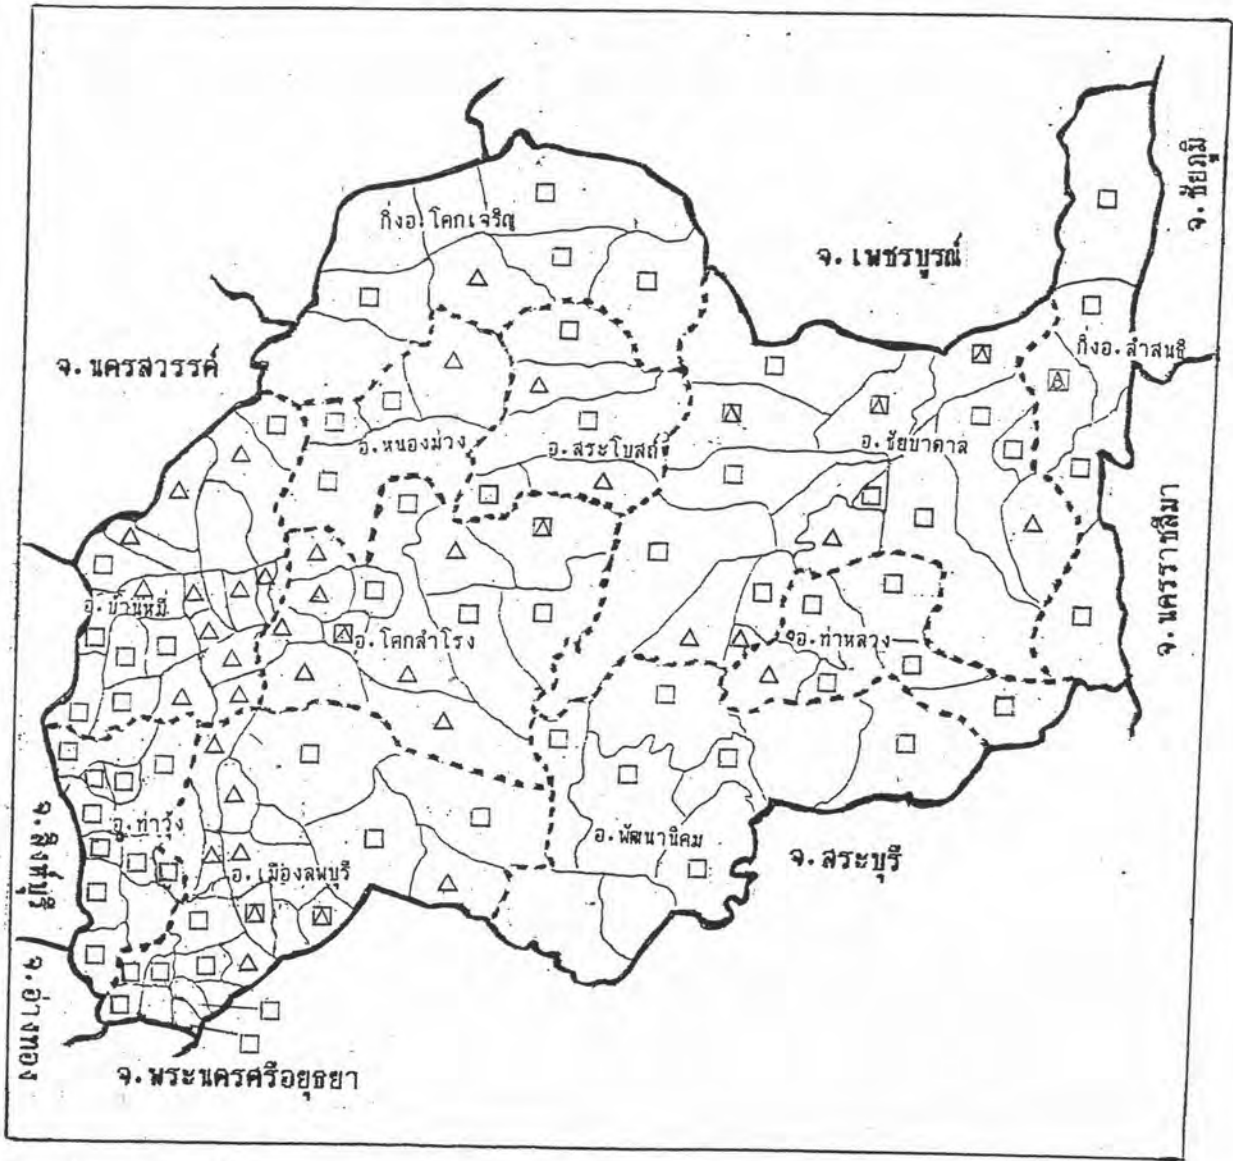 กิ่งอ.โคกเจริญ
จ.ชัยภูมิ
จ.เพชรบูรณ์
จ.นครสวรรค์
กิ่งอ.ลำสนธิ
อ.หนองม่วง
อ.สระโบสถ์
อ.ชัยบาดาล
จ.นครราชสีมา
อ.บ้านหมี่
อ.โคกสำโรง
อ.ท่าหลวง
อ.ท่าวุ้ง
อ.พัฒนานิคม
จ.สระบุรี
จ.สิงห์บุรี
อ.เมืองลพบุรี
จ.อ่างทอง
จ.พระนครศรีอยุธยา